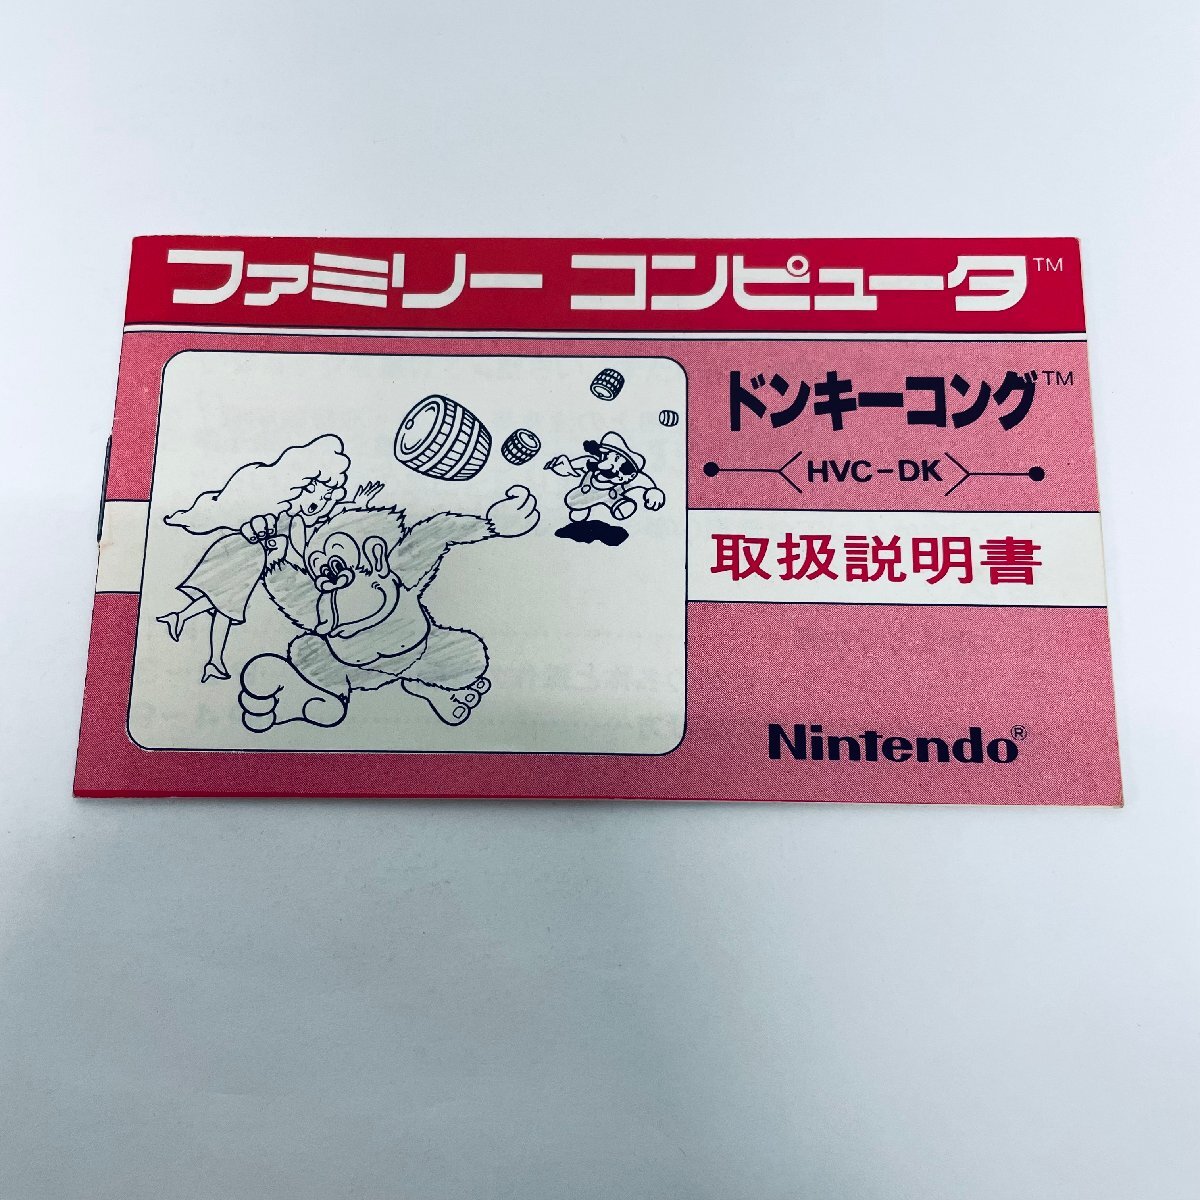 ファミリー コンピュータ™
ドンキーコング™
HVC-DK
取扱説明書
Nintendo®